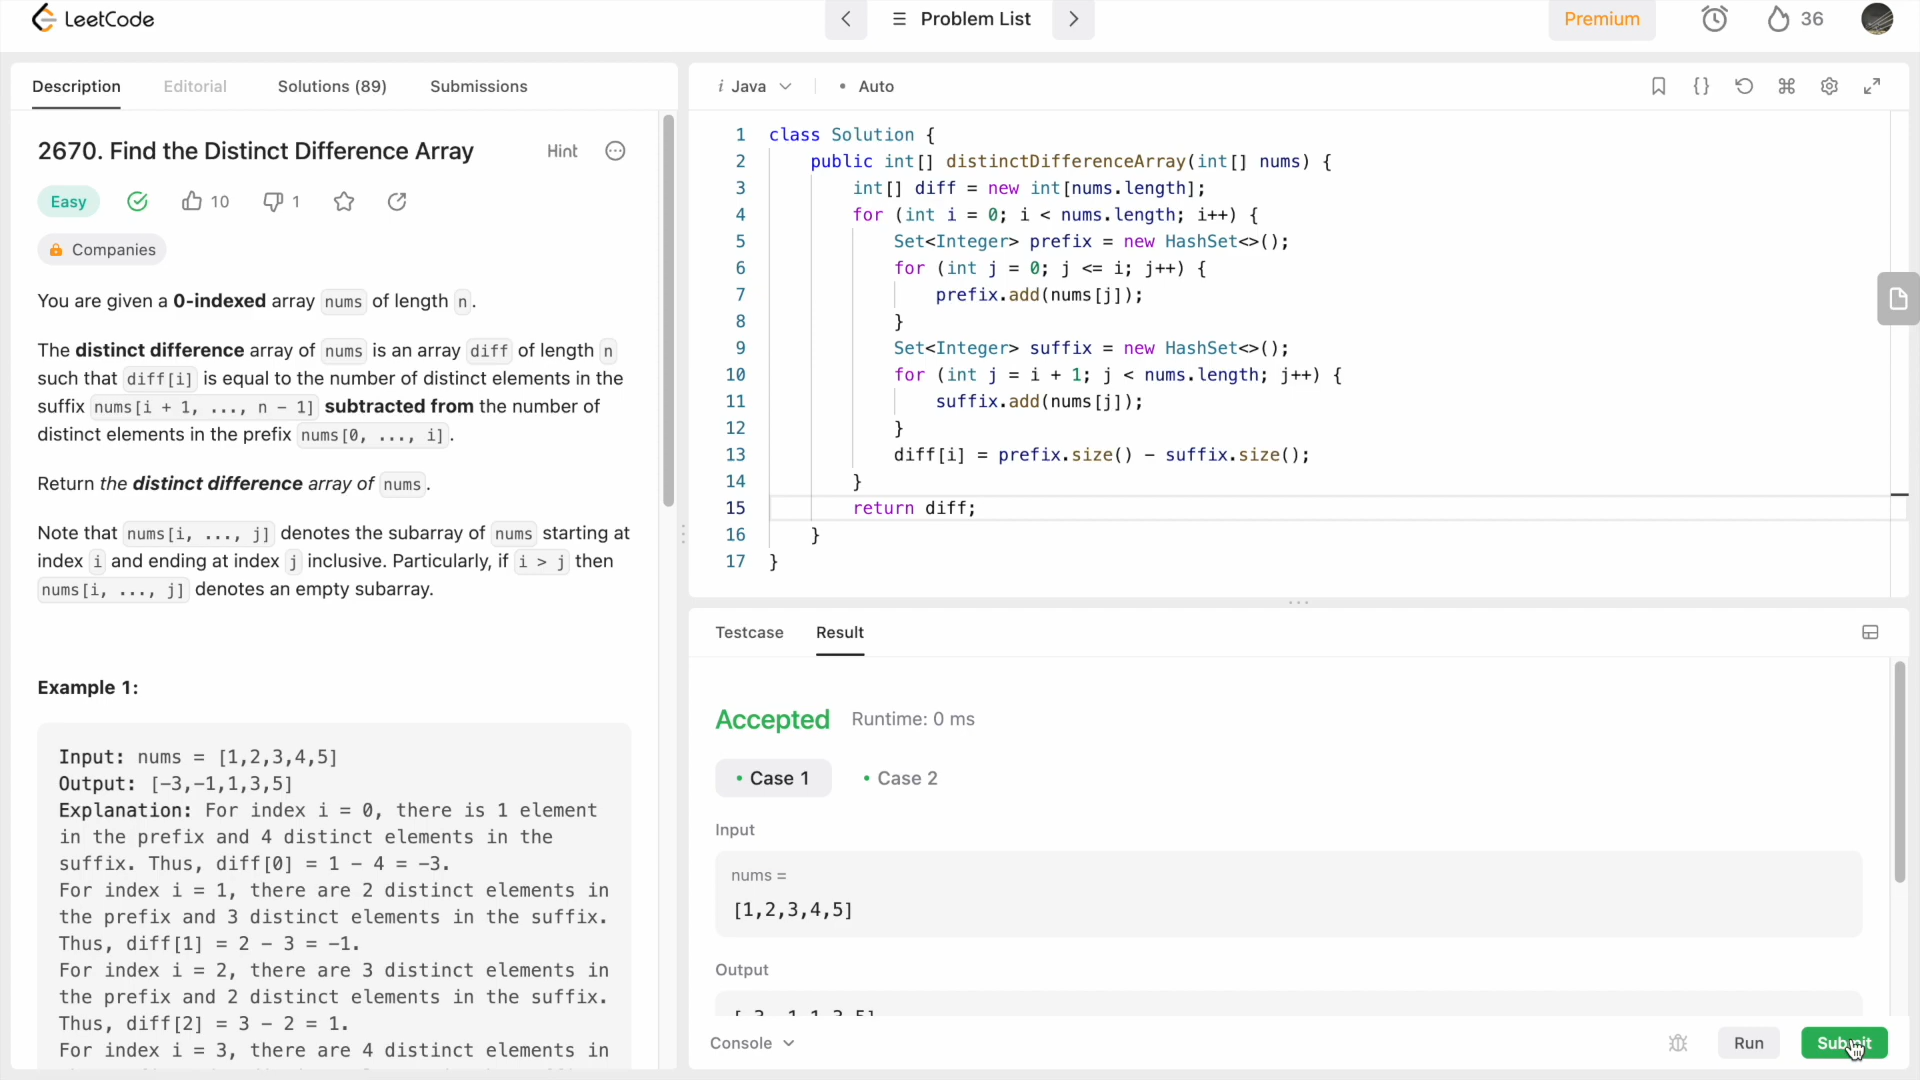 LeetCode
Problem List
Premium
36
Description
Editorial
Solutions (89)
Submissions
2670. Find the Distinct Difference Array
Hint
Easy
10
1
Companies
You are given a 0-indexed array nums of length n.
The distinct difference array of nums is an array diff of length n
such that diff[i] is equal to the number of distinct elements in the
suffix nums[i + 1, ..., n - 1] subtracted from the number of
distinct elements in the prefix nums[0, ..., i].
Return the distinct difference array of nums.
Note that nums[i, ..., j] denotes the subarray of nums starting at
index i and ending at index j inclusive. Particularly, if i > j then
nums[i, ..., j] denotes an empty subarray.
Example 1:
Input: nums = [1,2,3,4,5]
Output: [-3,-1,1,3,5]
Explanation: For index i = 0, there is 1 element
in the prefix and 4 distinct elements in the
suffix. Thus, diff[0] = 1 - 4 = -3.
For index i = 1, there are 2 distinct elements in
the prefix and 3 distinct elements in the suffix.
Thus, diff[1] = 2 - 3 = -1.
For index i = 2, there are 3 distinct elements in
the prefix and 2 distinct elements in the suffix.
Thus, diff[2] = 3 - 2 = 1.
For index i = 3, there are 4 distinct elements in
i Java
• Auto
1 class Solution {
2 public int[] distinctDifferenceArray(int[] nums) {
3 int[] diff = new int[nums.length];
4 for (int i = 0; i < nums.length; i++) {
5 Set<Integer> prefix = new HashSet<>();
6 for (int j = 0; j <= i; j++) {
7 prefix.add(nums[j]);
8 }
9 Set<Integer> suffix = new HashSet<>();
10 for (int j = i + 1; j < nums.length; j++) {
11 suffix.add(nums[j]);
12 }
13 diff[i] = prefix.size() - suffix.size();
14 }
15 return diff;
16 }
17 }
Testcase
Result
Accepted
Runtime: 0 ms
• Case 1
• Case 2
Input
nums =
[1,2,3,4,5]
Output
Console
Run
Submit